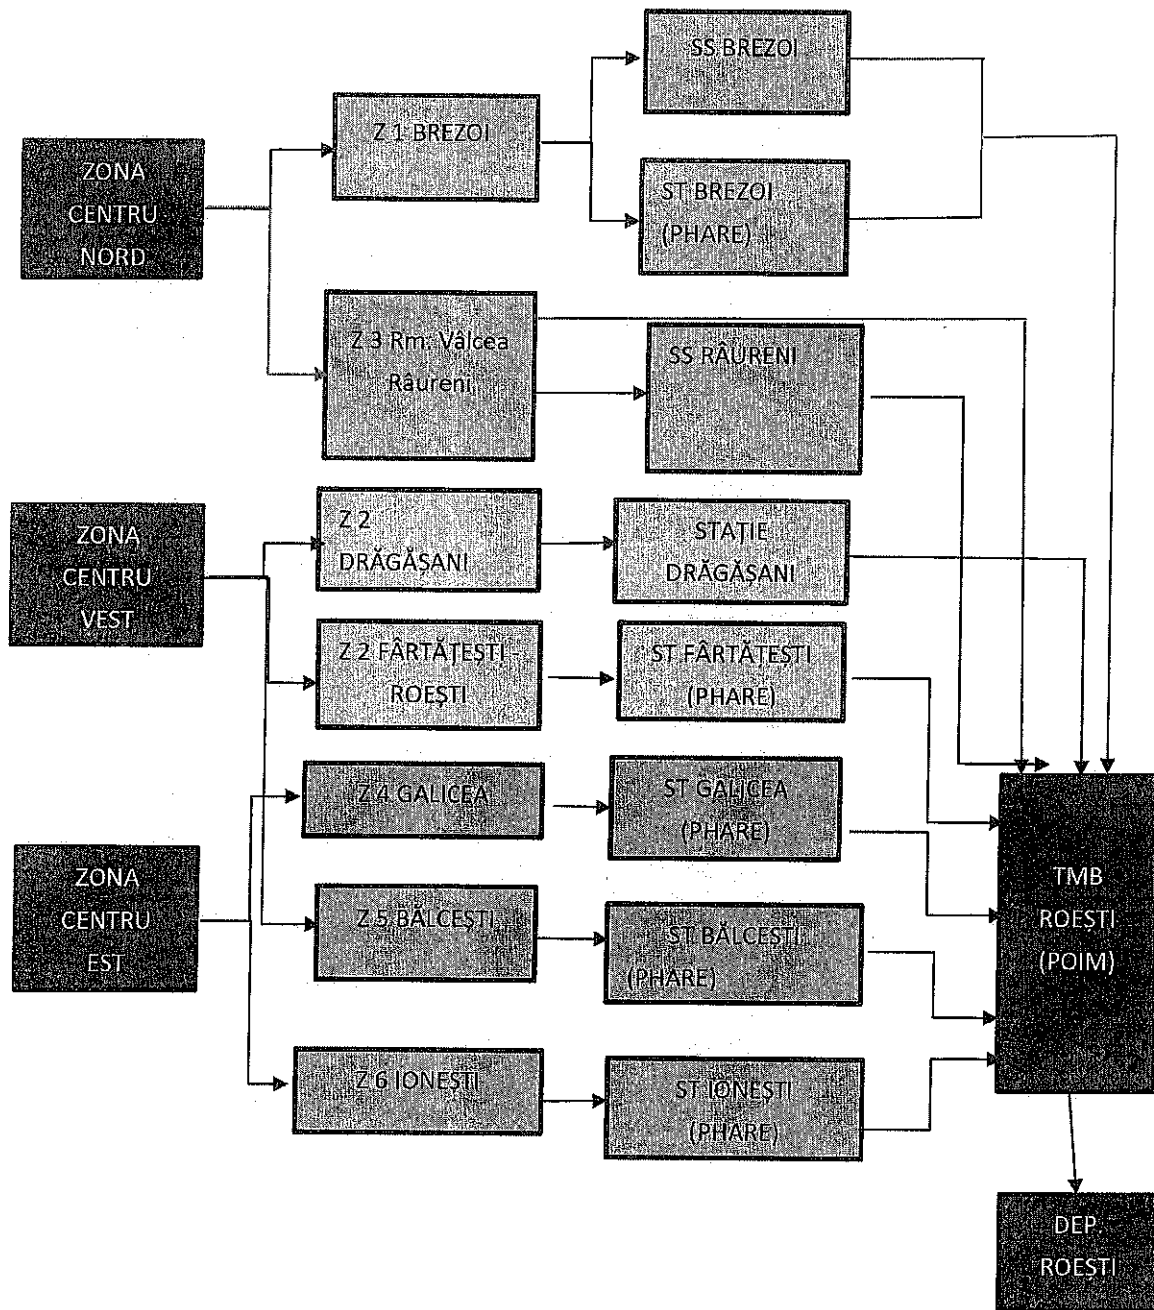 SS BREZOI
Z 1 BREZOI
ZONA
CENTRU
NORD
ST BREZOI
(PHARE)
Z 3 Rm. Vâlcea
Râureni
SS RÂURENI
ZONA
CENTRU
VEST
Z 2
DRĂGĂȘANI
STAȚIE
DRĂGĂȘANI
Z 2 FÂRTĂȚEȘTI -
ROEȘTI
ST FÂRTĂȚEȘTI
(PHARE)
Z 4 GALICEA
ST GALICEA
(PHARE)
ZONA
CENTRU
EST
Z 5 BĂLCEȘTI
ST BĂLCEȘTI
(PHARE)
TMB
ROEȘTI
(POIM)
Z 6 IONEȘTI
ST IONEȘTI
(PHARE)
DEP.
ROEȘTI